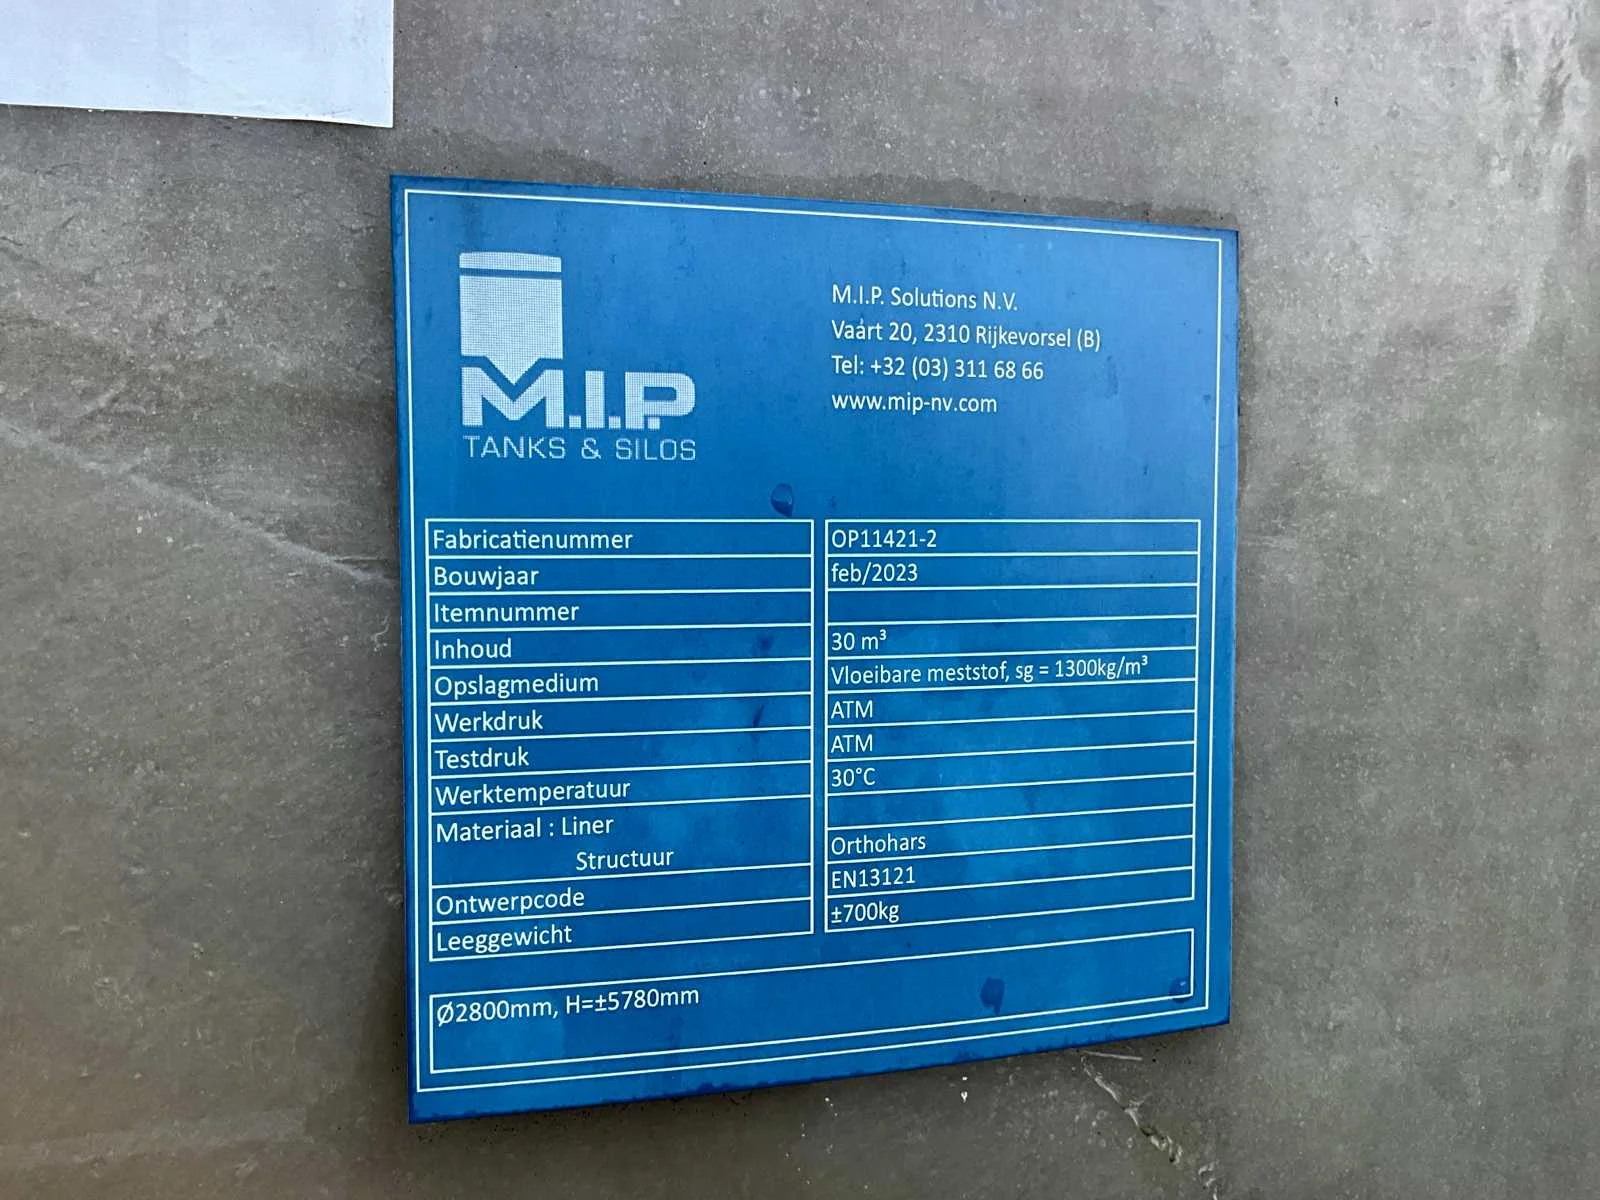 M.I.P.
TANKS & SILOS
M.I.P. Solutions N.V.
Vaart 20, 2310 Rijkevorsel (B)
Tel: +32 (03) 311 68 66
www.mip-nv.com
Fabricatienummer OP11421-2
Bouwjaar feb/2023
Itemnummer
Inhoud 30 m³
Opslagmedium Vloeibare meststof, sg = 1300kg/m³
Werkdruk ATM
Testdruk ATM
Werktemperatuur 30°C
Materiaal : Liner
Structuur Orthohars
Ontwerpcode EN13121
Leeggewicht ±700kg
Ø2800mm, H=±5780mm